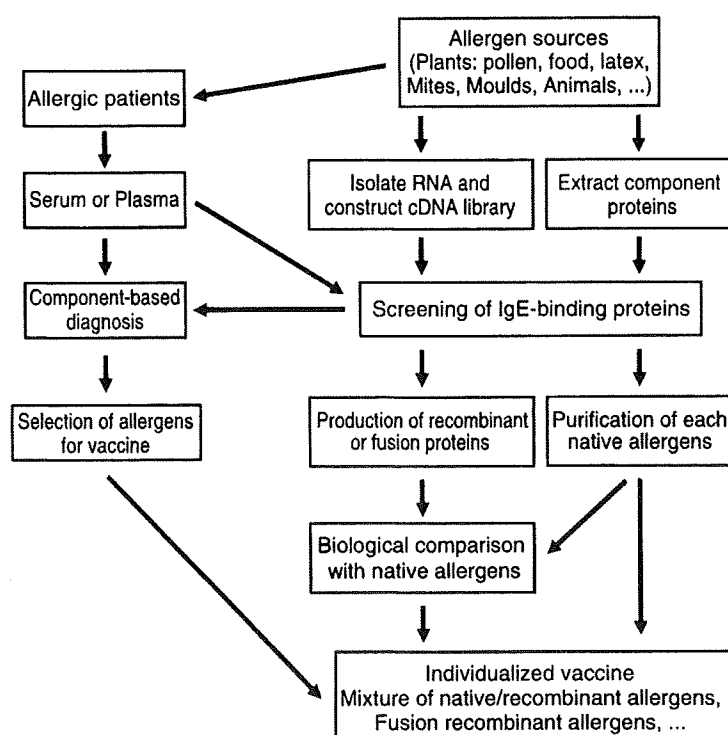 Allergen sources
(Plants: pollen, food, latex,
Mites, Moulds, Animals, ...)
Allergic patients
Serum or Plasma
Isolate RNA and
construct cDNA library
Extract component
proteins
Component-based
diagnosis
Screening of IgE-binding proteins
Selection of allergens
for vaccine
Production of recombinant
or fusion proteins
Purification of each
native allergens
Biological comparison
with native allergens
Individualized vaccine
Mixture of native/recombinant allergens,
Fusion recombinant allergens, ...